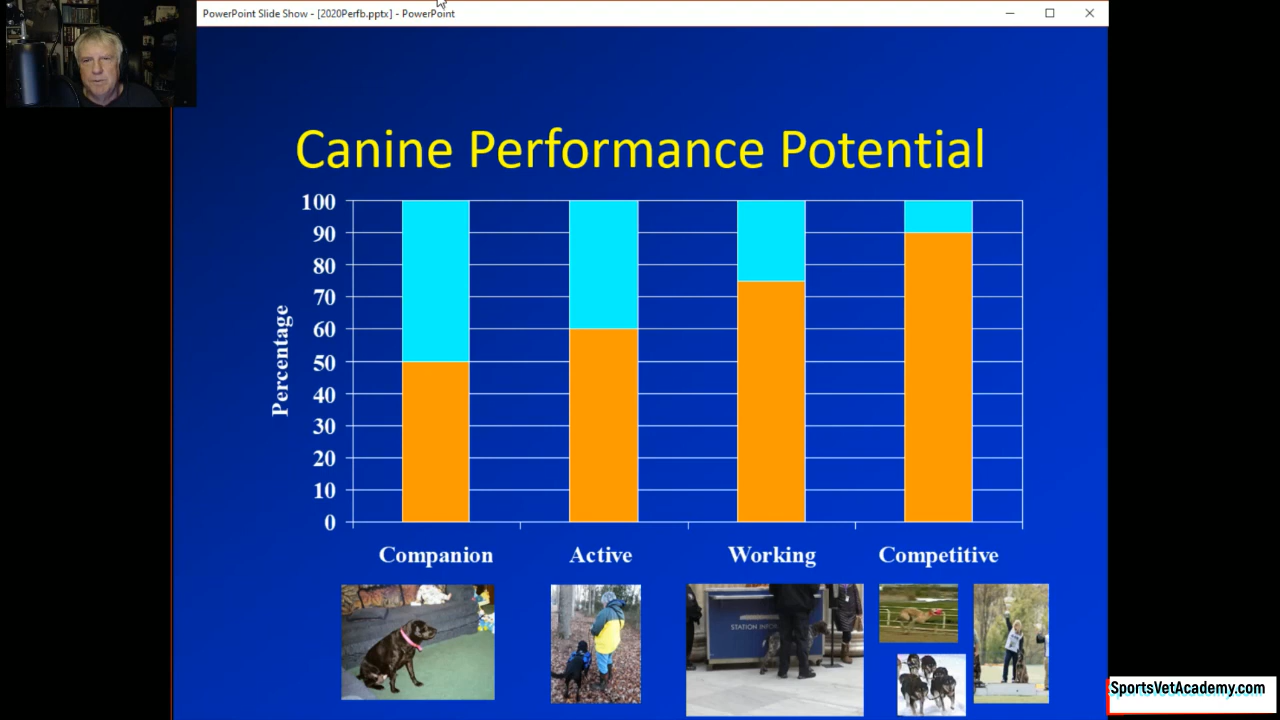 PowerPoint Slide Show - [2020Perfb.pptx] - PowerPoint
Canine Performance Potential
100
90
80
70
60
50
40
30
20
10
0
Percentage
Companion Active Working Competitive
STATION INFOR
SportsVetAcademy.com